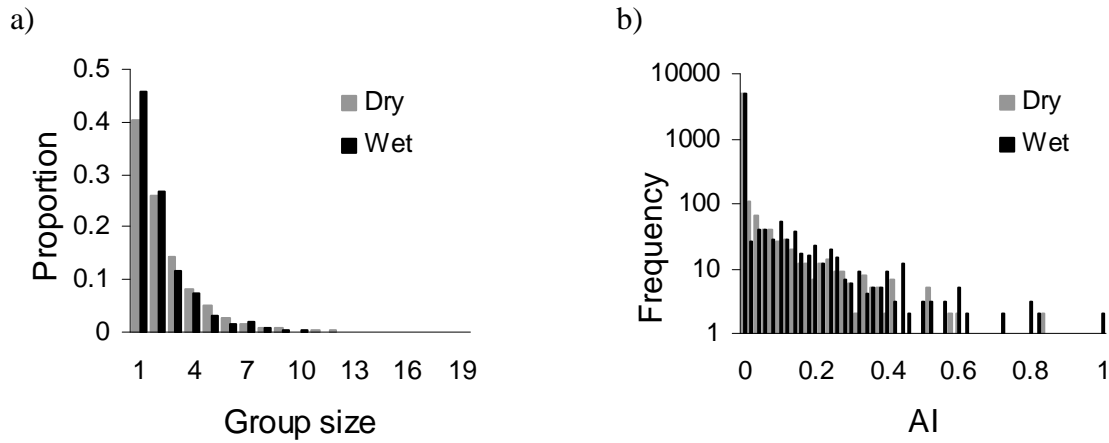 a)
0.5
0.4
0.3
0.2
0.1
0
Proportion
Dry
Wet
1 4 7 10 13 16 19
Group size
b)
10000
1000
100
10
1
Frequency
Dry
Wet
0 0.2 0.4 0.6 0.8 1
AI